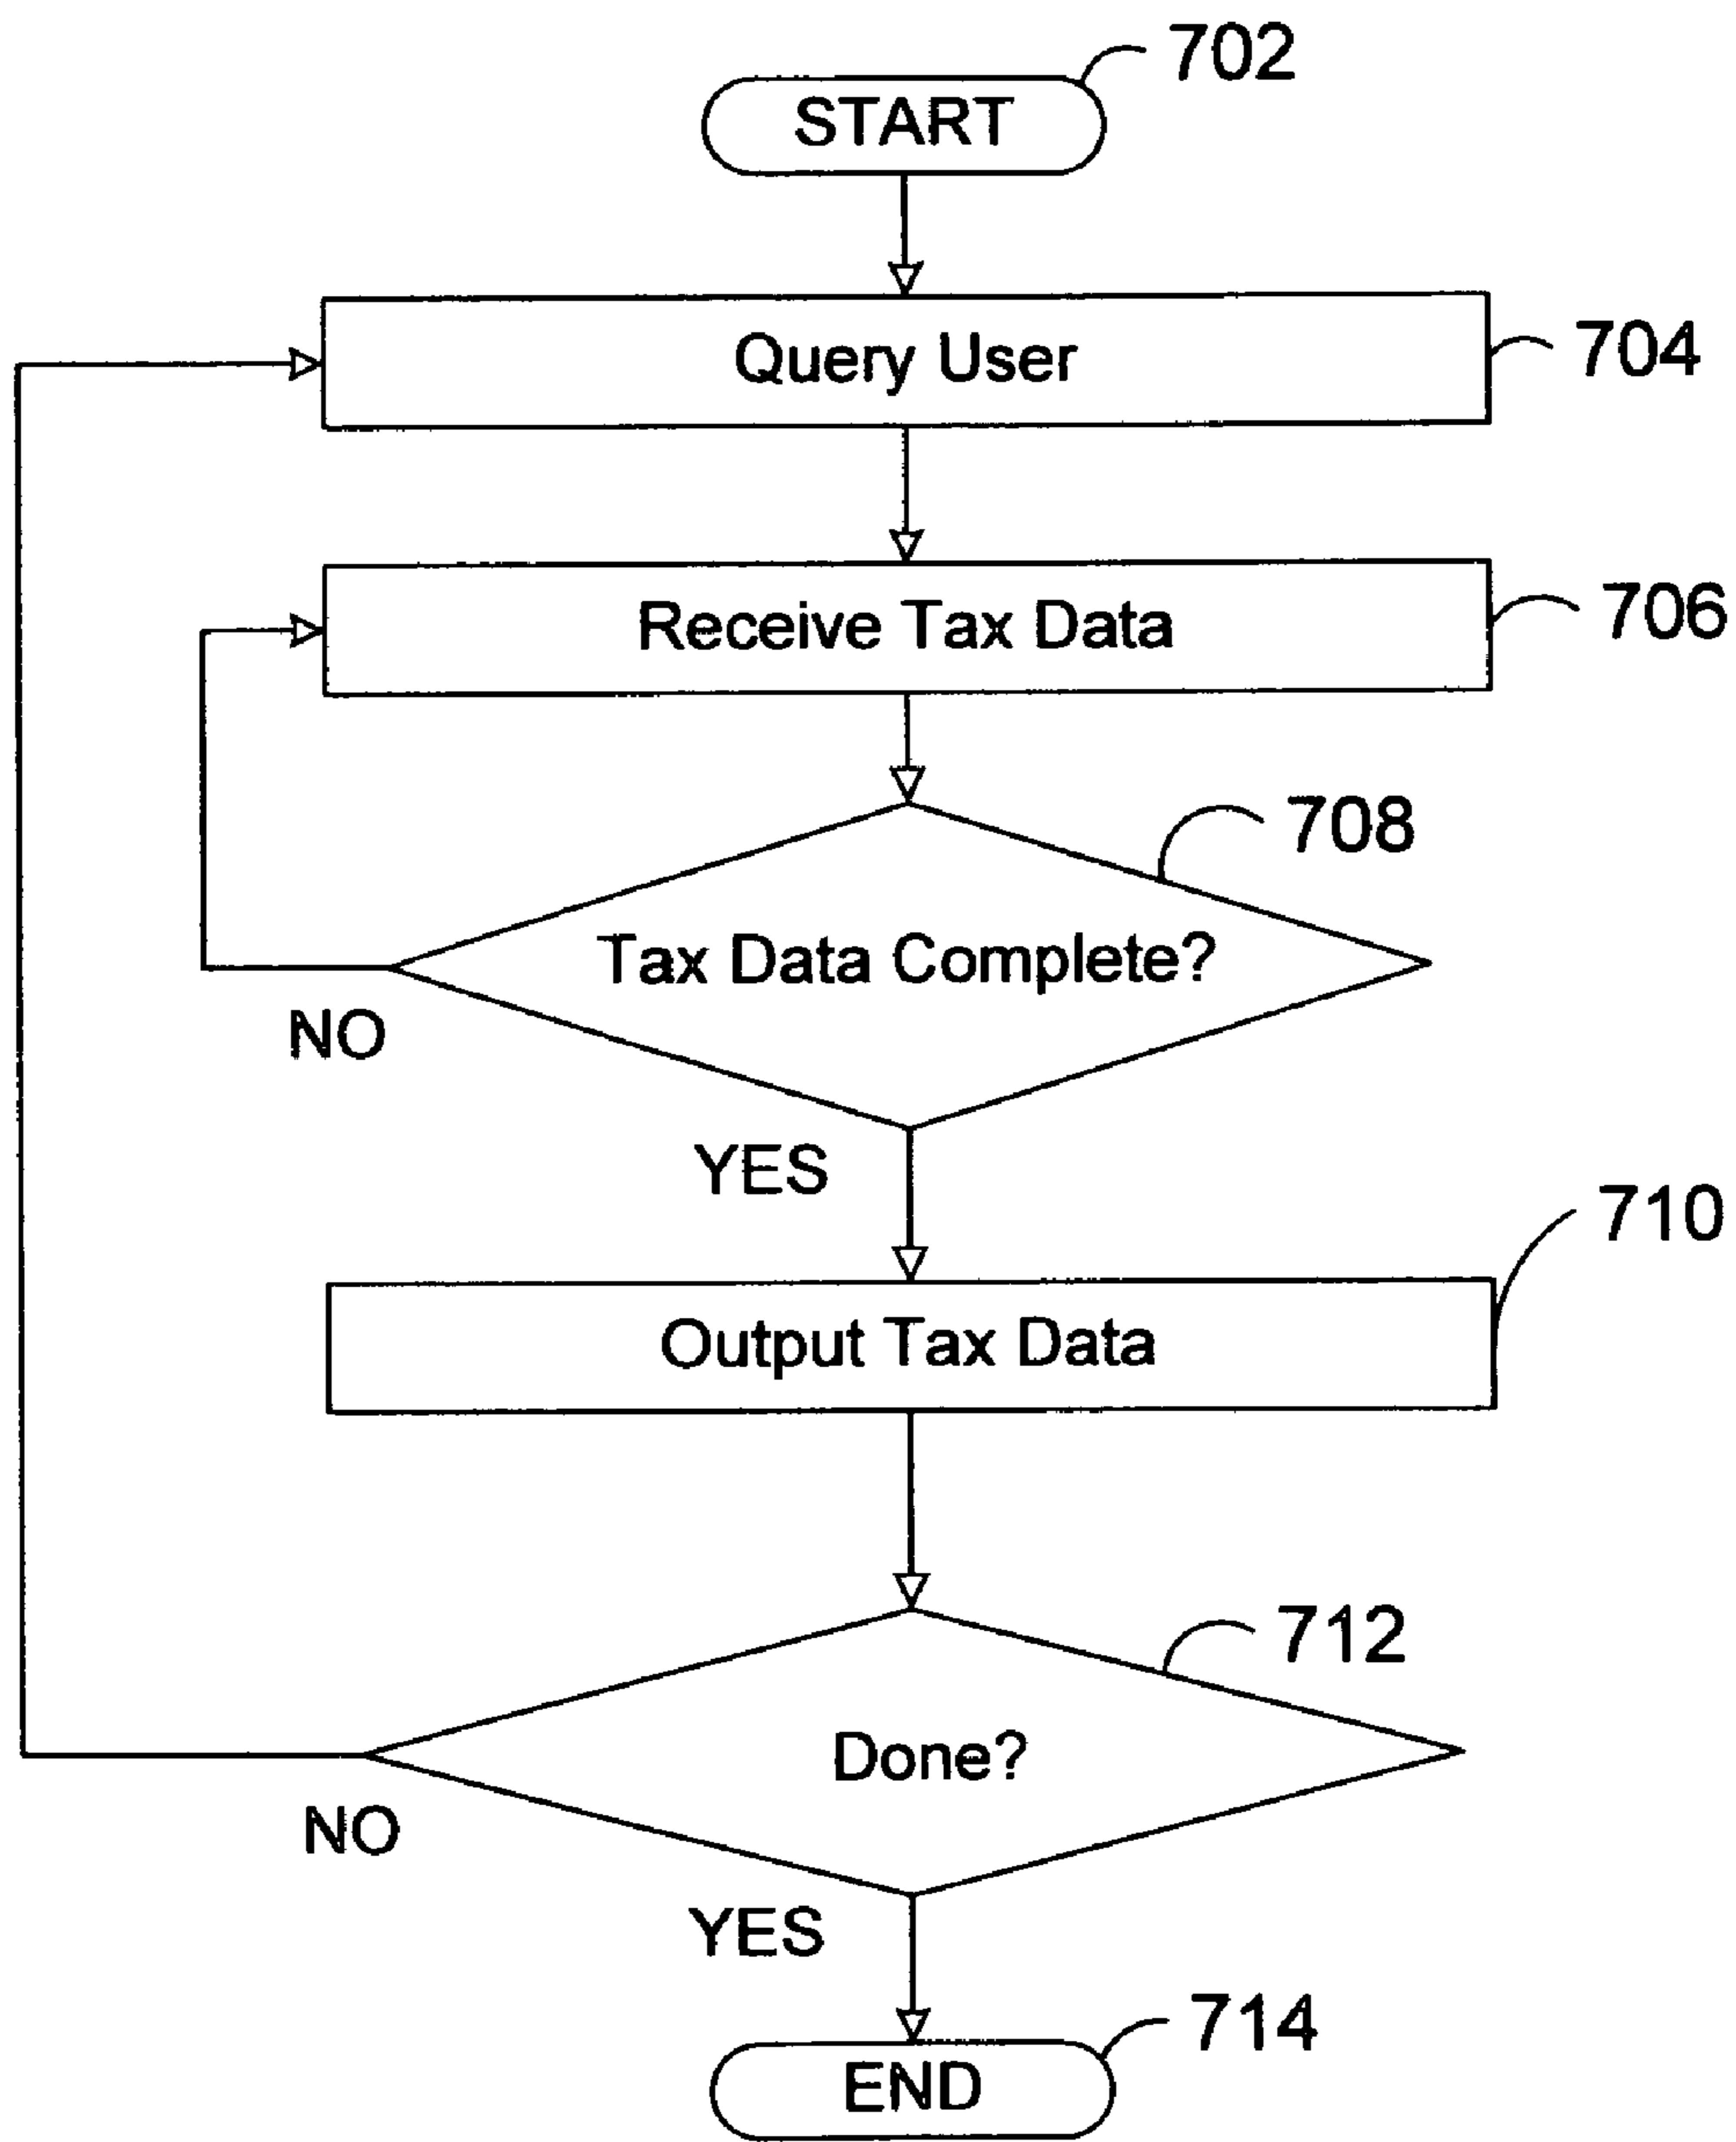 702
START
Query User
704
Receive Tax Data
706
708
Tax Data Complete?
NO
YES
710
Output Tax Data
712
Done?
NO
YES
714
END